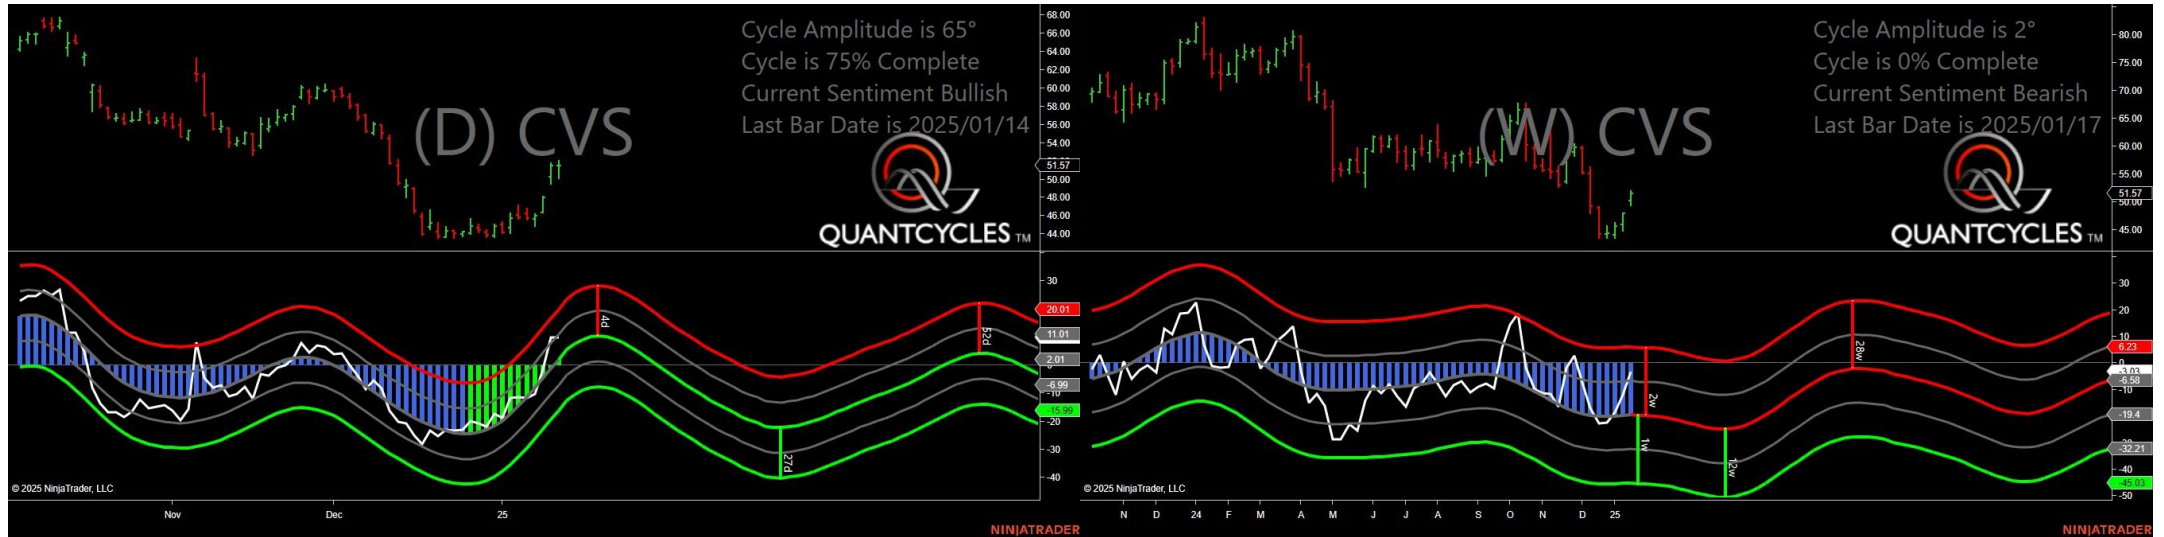 Cycle Amplitude is 65°
Cycle is 75% Complete
Current Sentiment Bullish
Last Bar Date is 2025/01/14
(D) CVS
QUANTCYCLES TM
68.00
66.00
64.00
62.00
60.00
58.00
56.00
54.00
51.57
50.00
48.00
46.00
44.00
30
20.01
11.01
2.01
-6.99
-10
-15.99
-20
-30
-40
4d
27d
52d
© 2025 NinjaTrader, LLC
Nov
Dec
25
NINJATRADER
Cycle Amplitude is 2°
Cycle is 0% Complete
Current Sentiment Bearish
Last Bar Date is 2025/01/17
(W) CVS
QUANTCYCLES TM
80.00
75.00
70.00
65.00
60.00
55.00
51.57
50.00
45.00
30
20
10
6.23
0
-3.03
-6.58
-10
-19.4
-32.21
-40
-45.03
-50
2w
1w
12w
28w
© 2025 NinjaTrader, LLC
N D 24 F M A M J J A S O N D 25
NINJATRADER